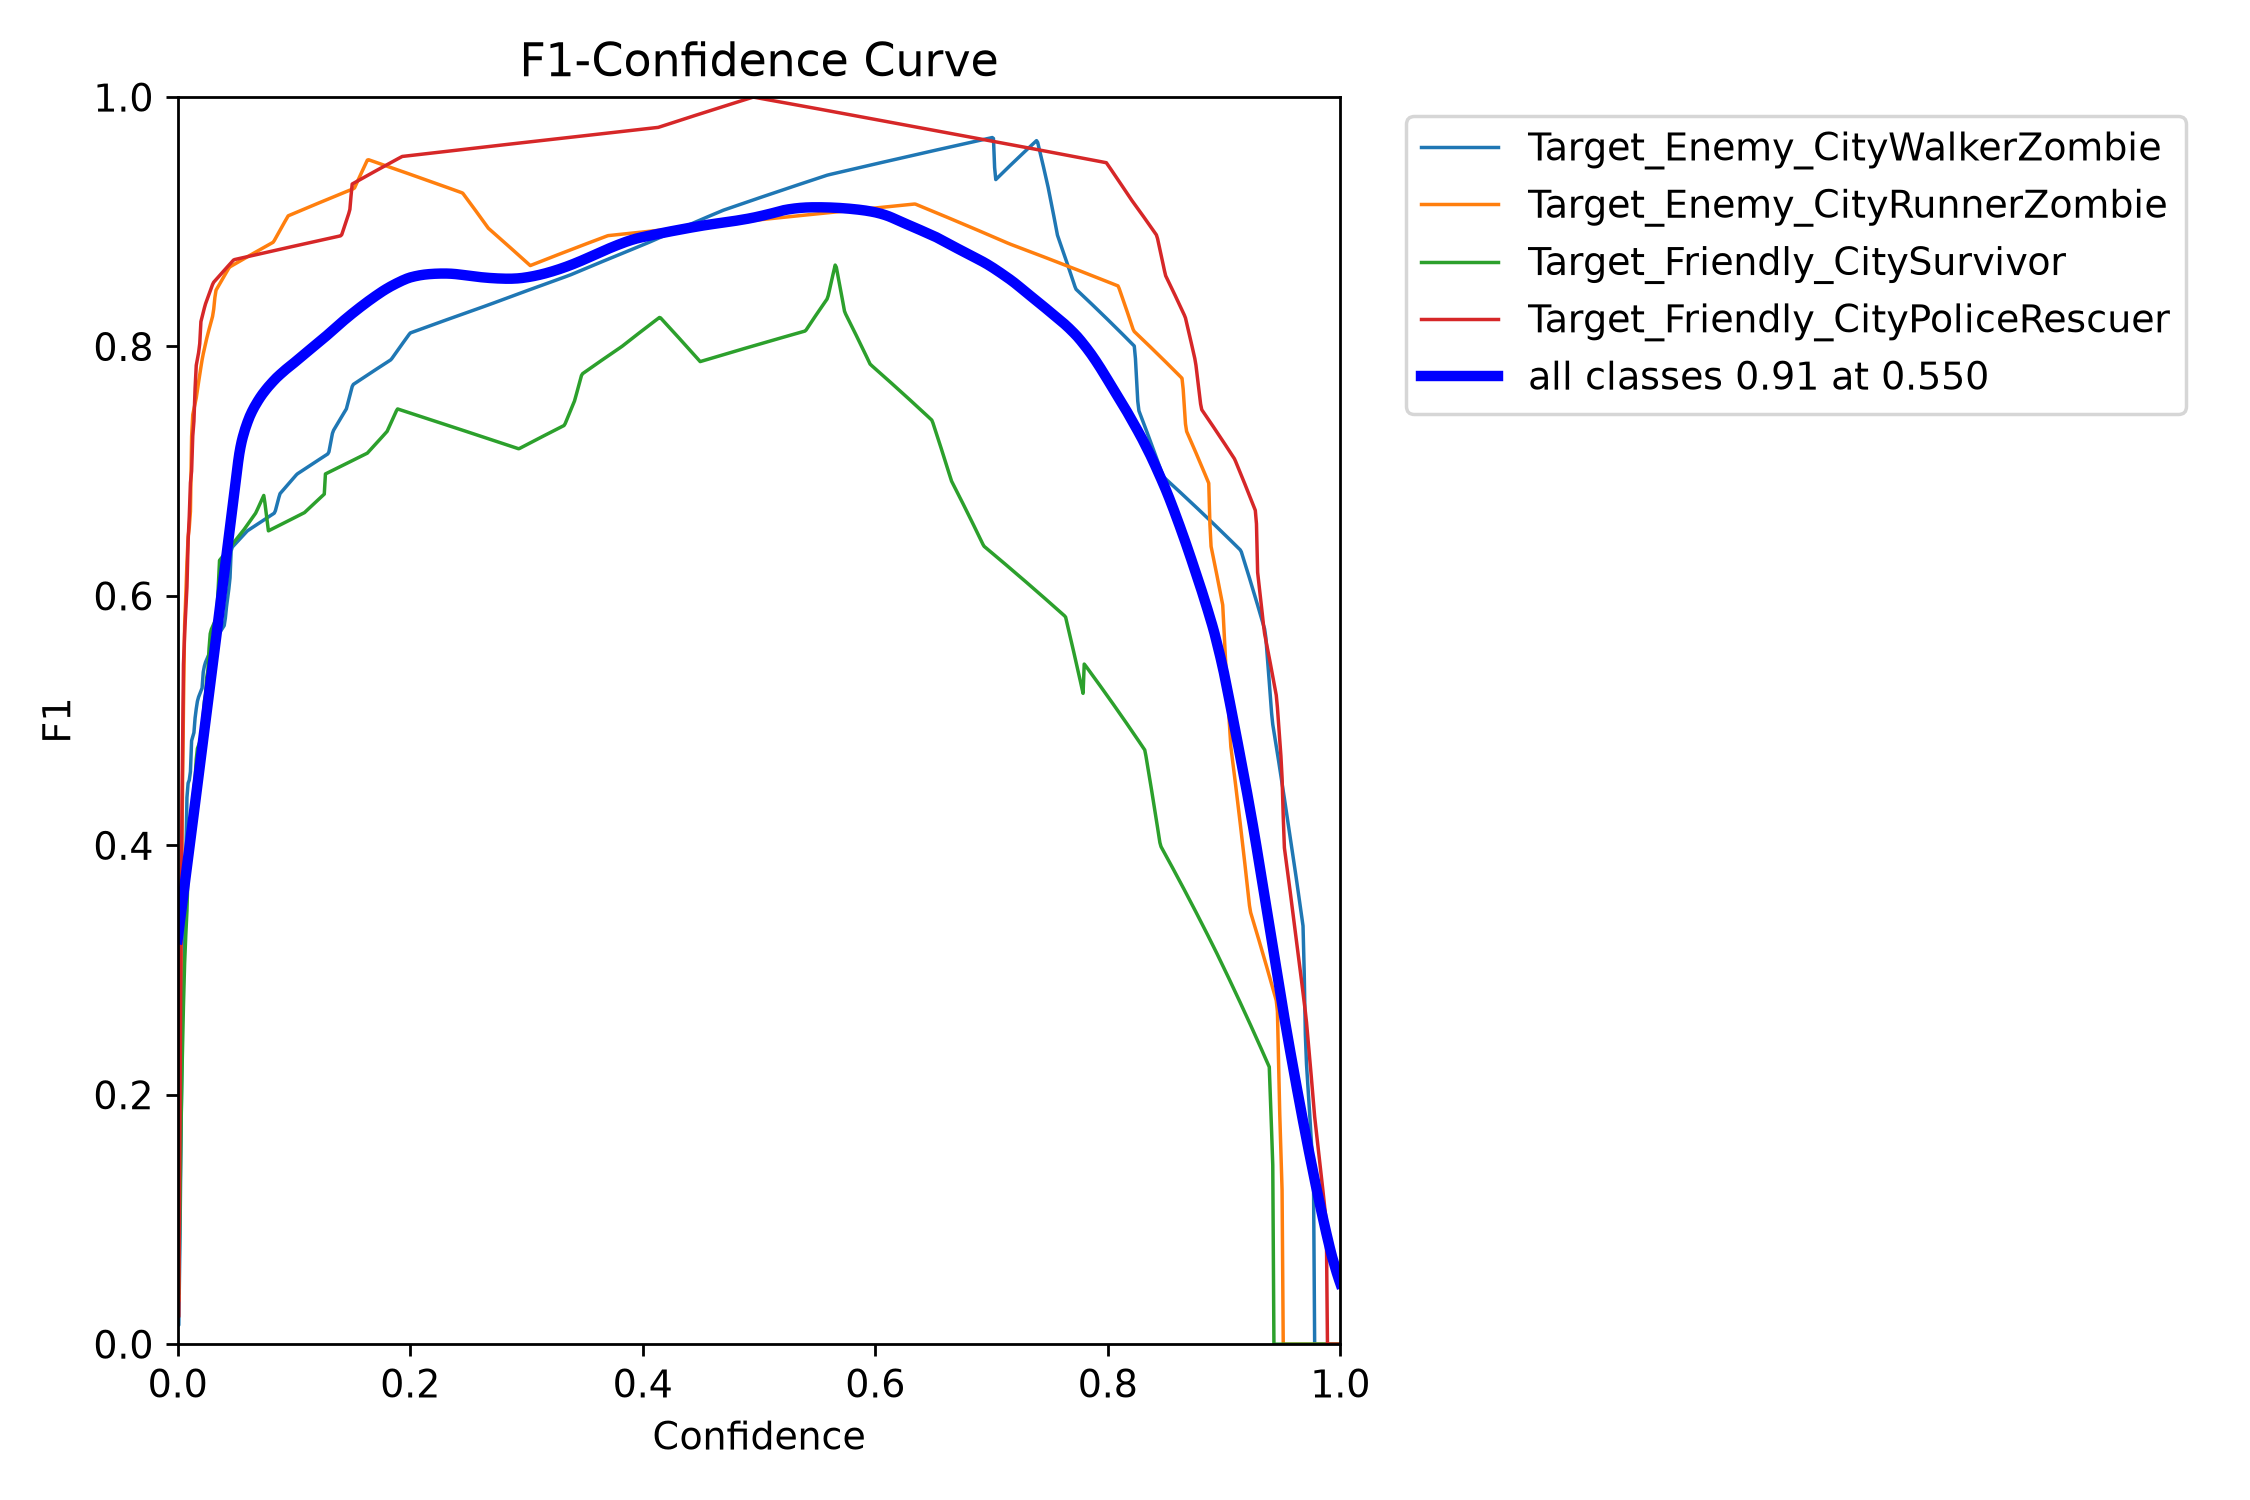 F1-Confidence Curve
1.0
0.8
0.6
0.4
0.2
0.0
F1
0.0 0.2 0.4 0.6 0.8 1.0
Confidence
Target_Enemy_CityWalkerZombie
Target_Enemy_CityRunnerZombie
Target_Friendly_CitySurvivor
Target_Friendly_CityPoliceRescuer
all classes 0.91 at 0.550